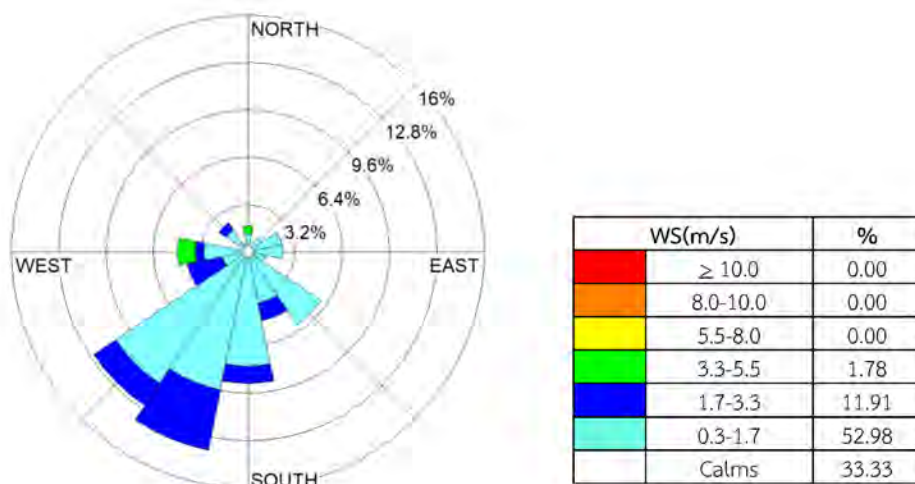 NORTH
16%
12.8%
9.6%
6.4%
3.2%
WEST
EAST
SOUTH
WS(m/s) %
≥ 10.0 0.00
8.0-10.0 0.00
5.5-8.0 0.00
3.3-5.5 1.78
1.7-3.3 11.91
0.3-1.7 52.98
Calms 33.33